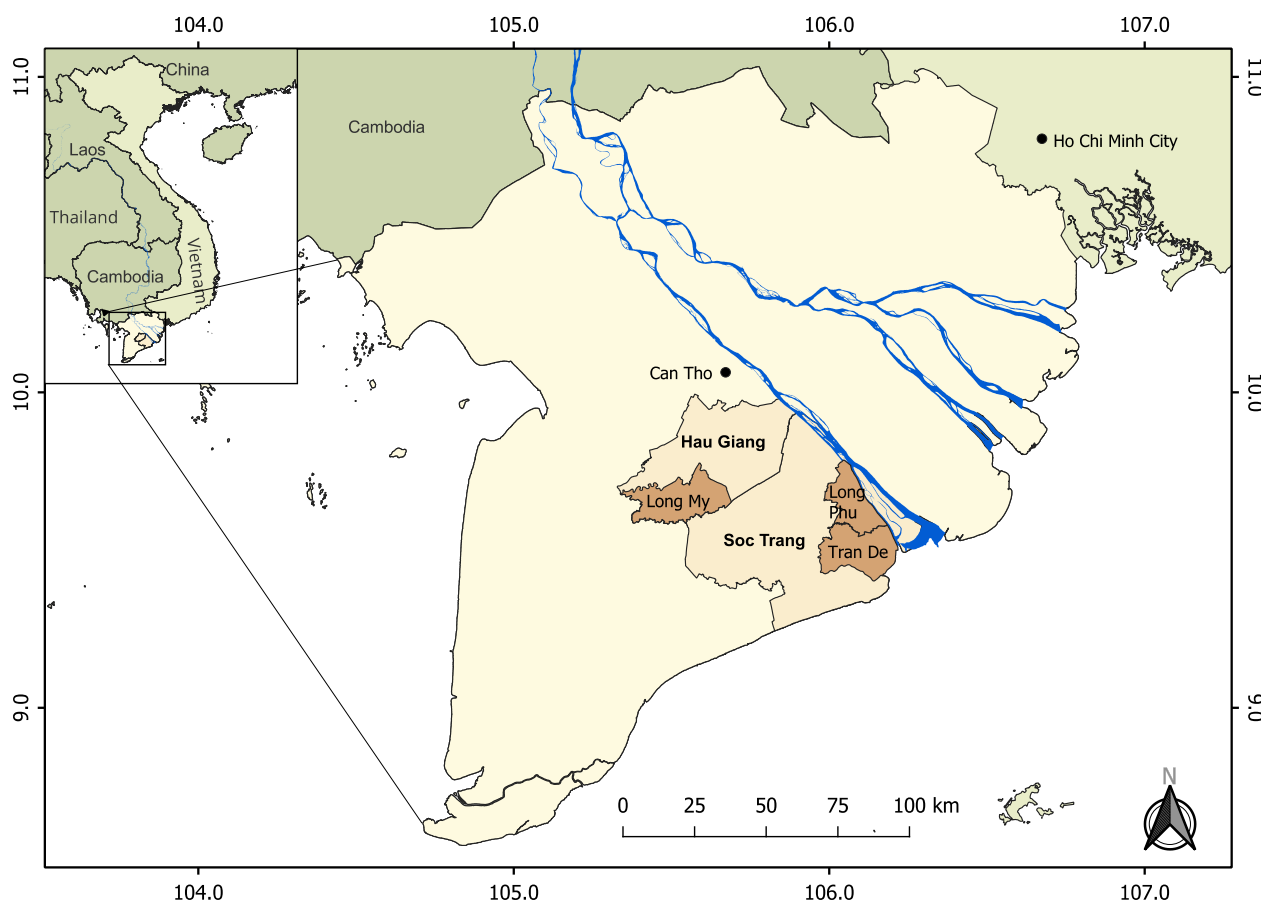 104.0
105.0
106.0
107.0
11.0
11.0
China
Cambodia
Ho Chi Minh City
Laos
Thailand
Vietnam
Cambodia
Can Tho
10.0
10.0
Hau Giang
Long My
Long
Phu
Soc Trang
Tran De
9.0
9.0
N
0
25
50
75
100 km
104.0
105.0
106.0
107.0